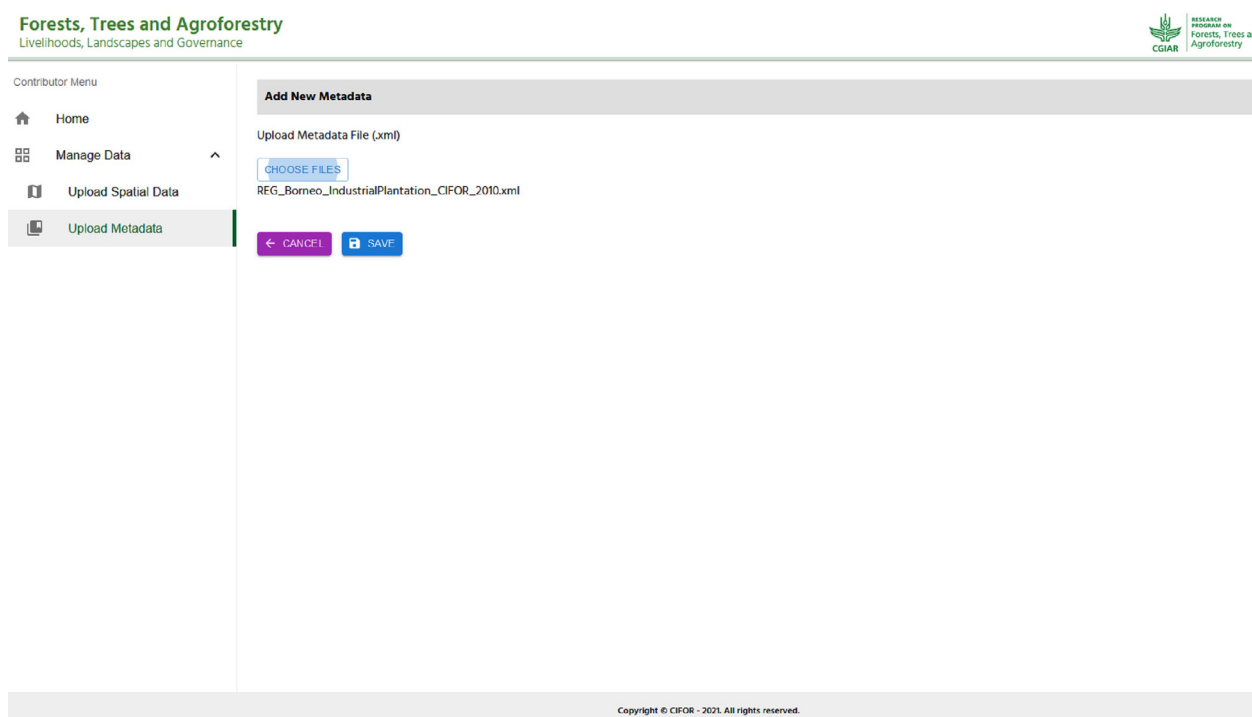 Forests, Trees and Agroforestry
Livelihoods, Landscapes and Governance
CGIAR
RESEARCH
PROGRAM ON
Forests, Trees a
Agroforestry
Contributor Menu
Home
Manage Data
Upload Spatial Data
Upload Metadata
Add New Metadata
Upload Metadata File (.xml)
CHOOSE FILES
REG_Borneo_IndustrialPlantation_CIFOR_2010.xml
CANCEL
SAVE
Copyright © CIFOR - 2021. All rights reserved.